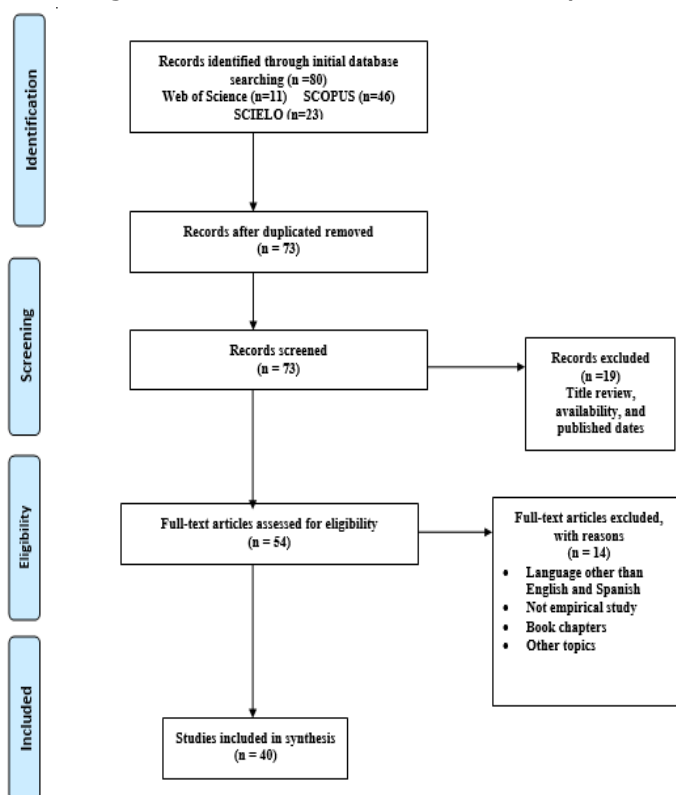 Identification
Records identified through initial database
searching (n =80)
Web of Science (n=11) SCOPUS (n=46)
SCIELO (n=23)
Records after duplicated removed
(n = 73)
Screening
Records screened
(n = 73)
Records excluded
(n =19)
Title review,
availability, and
published dates
Eligibility
Full-text articles assessed for eligibility
(n = 54)
Full-text articles excluded,
with reasons
(n = 14)
• Language other than
English and Spanish
• Not empirical study
• Book chapters
• Other topics
Included
Studies included in synthesis
(n = 40)